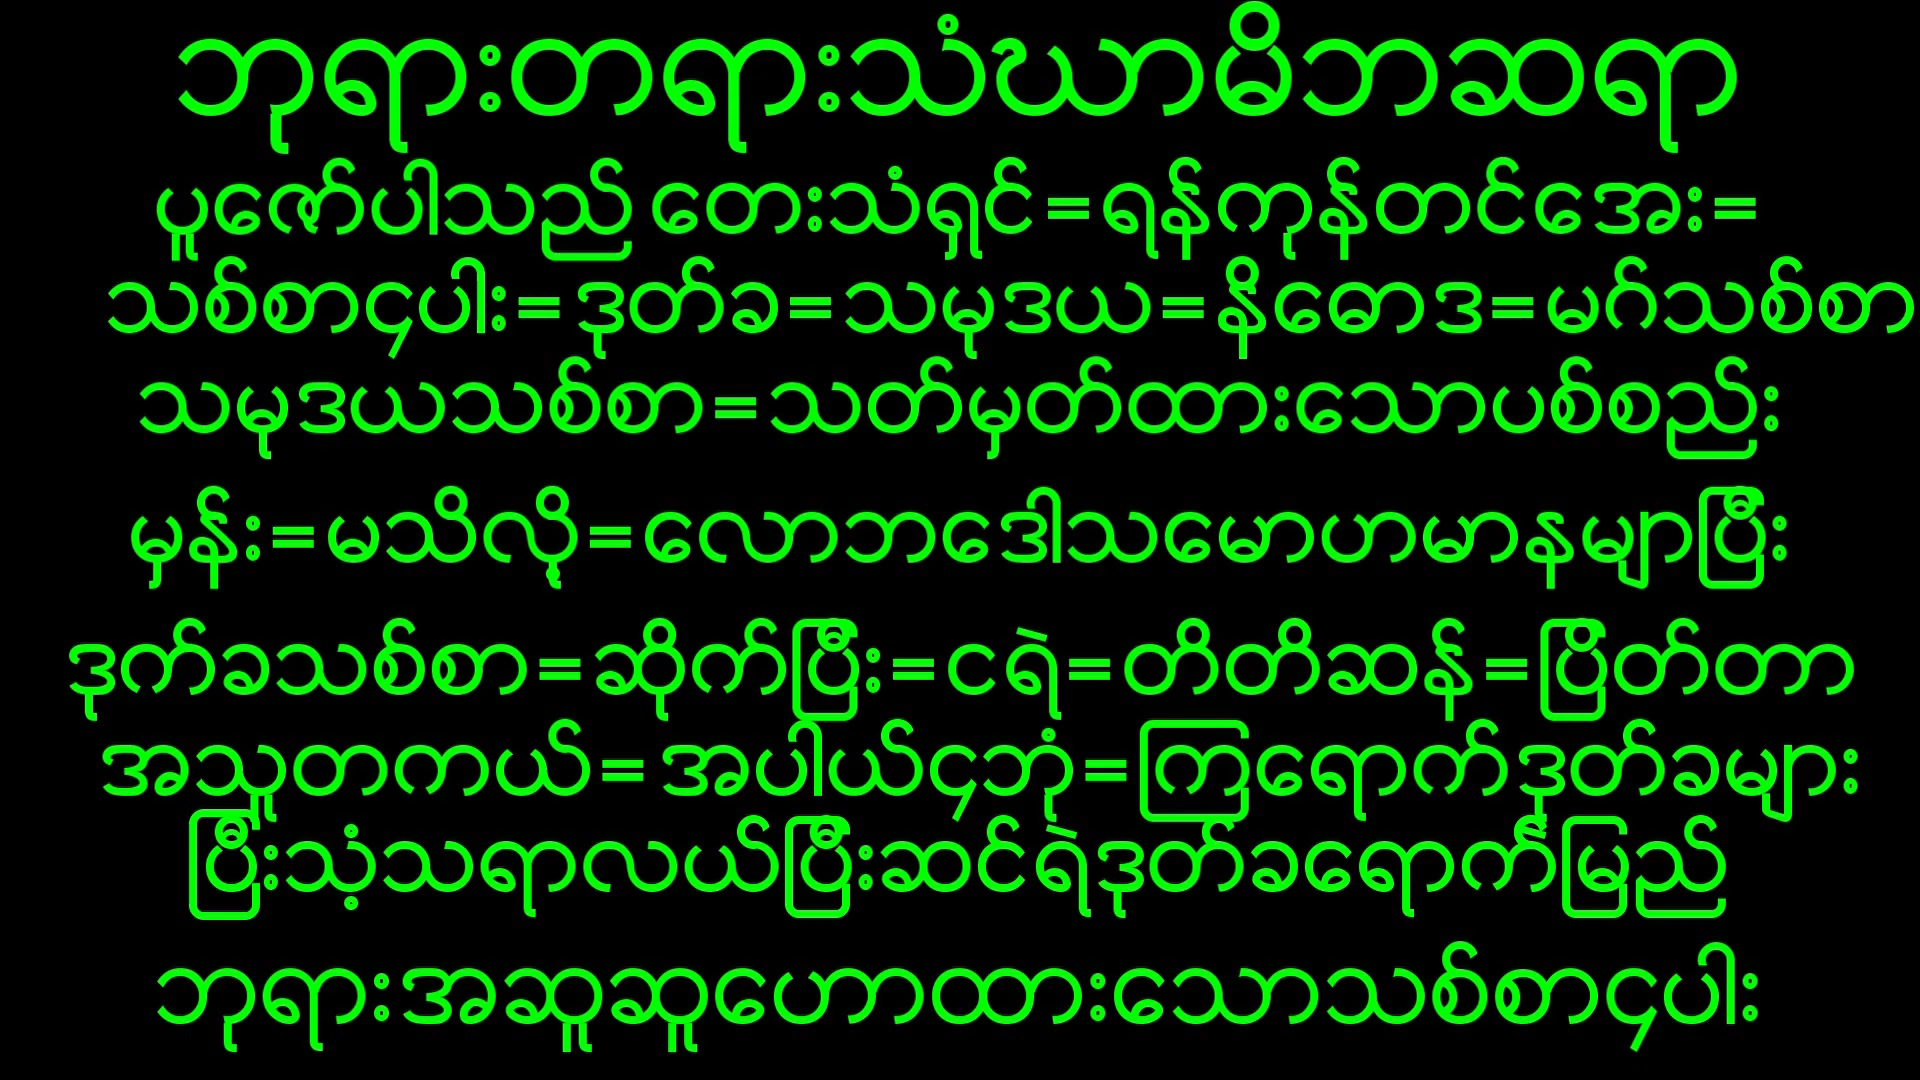 ဘုရားတရားသံဃာမိဘဆရာ
ပူဇော်ပါသည် တေးသံရှင်=ရန်ကုန်တင်အေး=
သစ်စာ၄ပါး=ဒုတ်ခ=သမုဒယ=နိဓောဒ=မဂ်သစ်စာ
သမုဒယသစ်စာ=သတ်မှတ်ထားသောပစ်စည်း
မှန်း=မသိလို့=လောဘဒေါသမောဟမာနများပြီး
ဒုက်ခသစ်စာ=ဆိုက်ပြီး=ငရဲ=တိတိဆန်=ပြိတ်တာ
အသူတကယ်=အပါယ်၄ဘုံ=ကြရောက်ဒုတ်ခများ
ပြီးသံ့သရာလယ်ပြီးဆင်ရဲဒုတ်ခရောက်မြည်
ဘုရားအဆူဆူဟောထားသောသစ်စာ၄ပါး